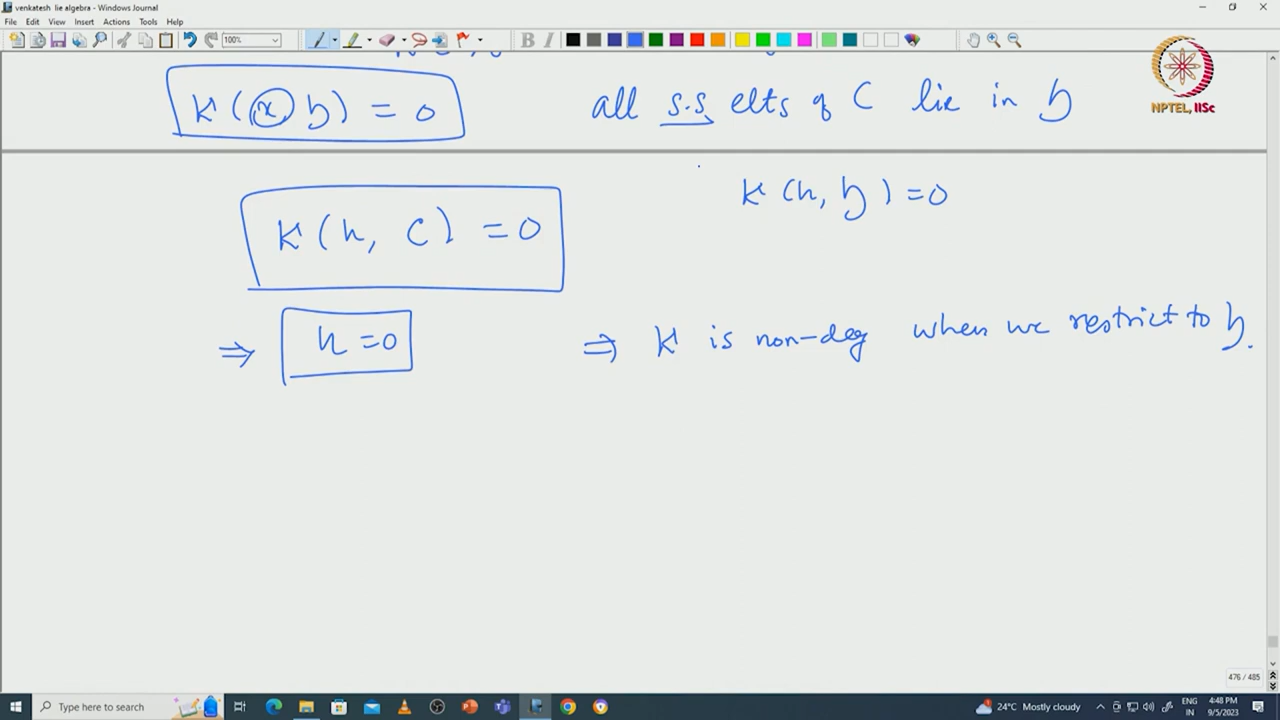 venkatesh lie algebra - Windows Journal
File Edit View Insert Actions Tools Help
100%
κ(x, 𝔥) = 0 all s.s elts of C lie in 𝔥
κ(h, 𝔥) = 0
κ(h, C) = 0
⇒ h = 0 ⇒ κ is non-deg when we restrict to 𝔥.
NPTEL, IISc
476 / 485
Type here to search
24°C Mostly cloudy
ENG
IN
4:48 PM
9/5/2023